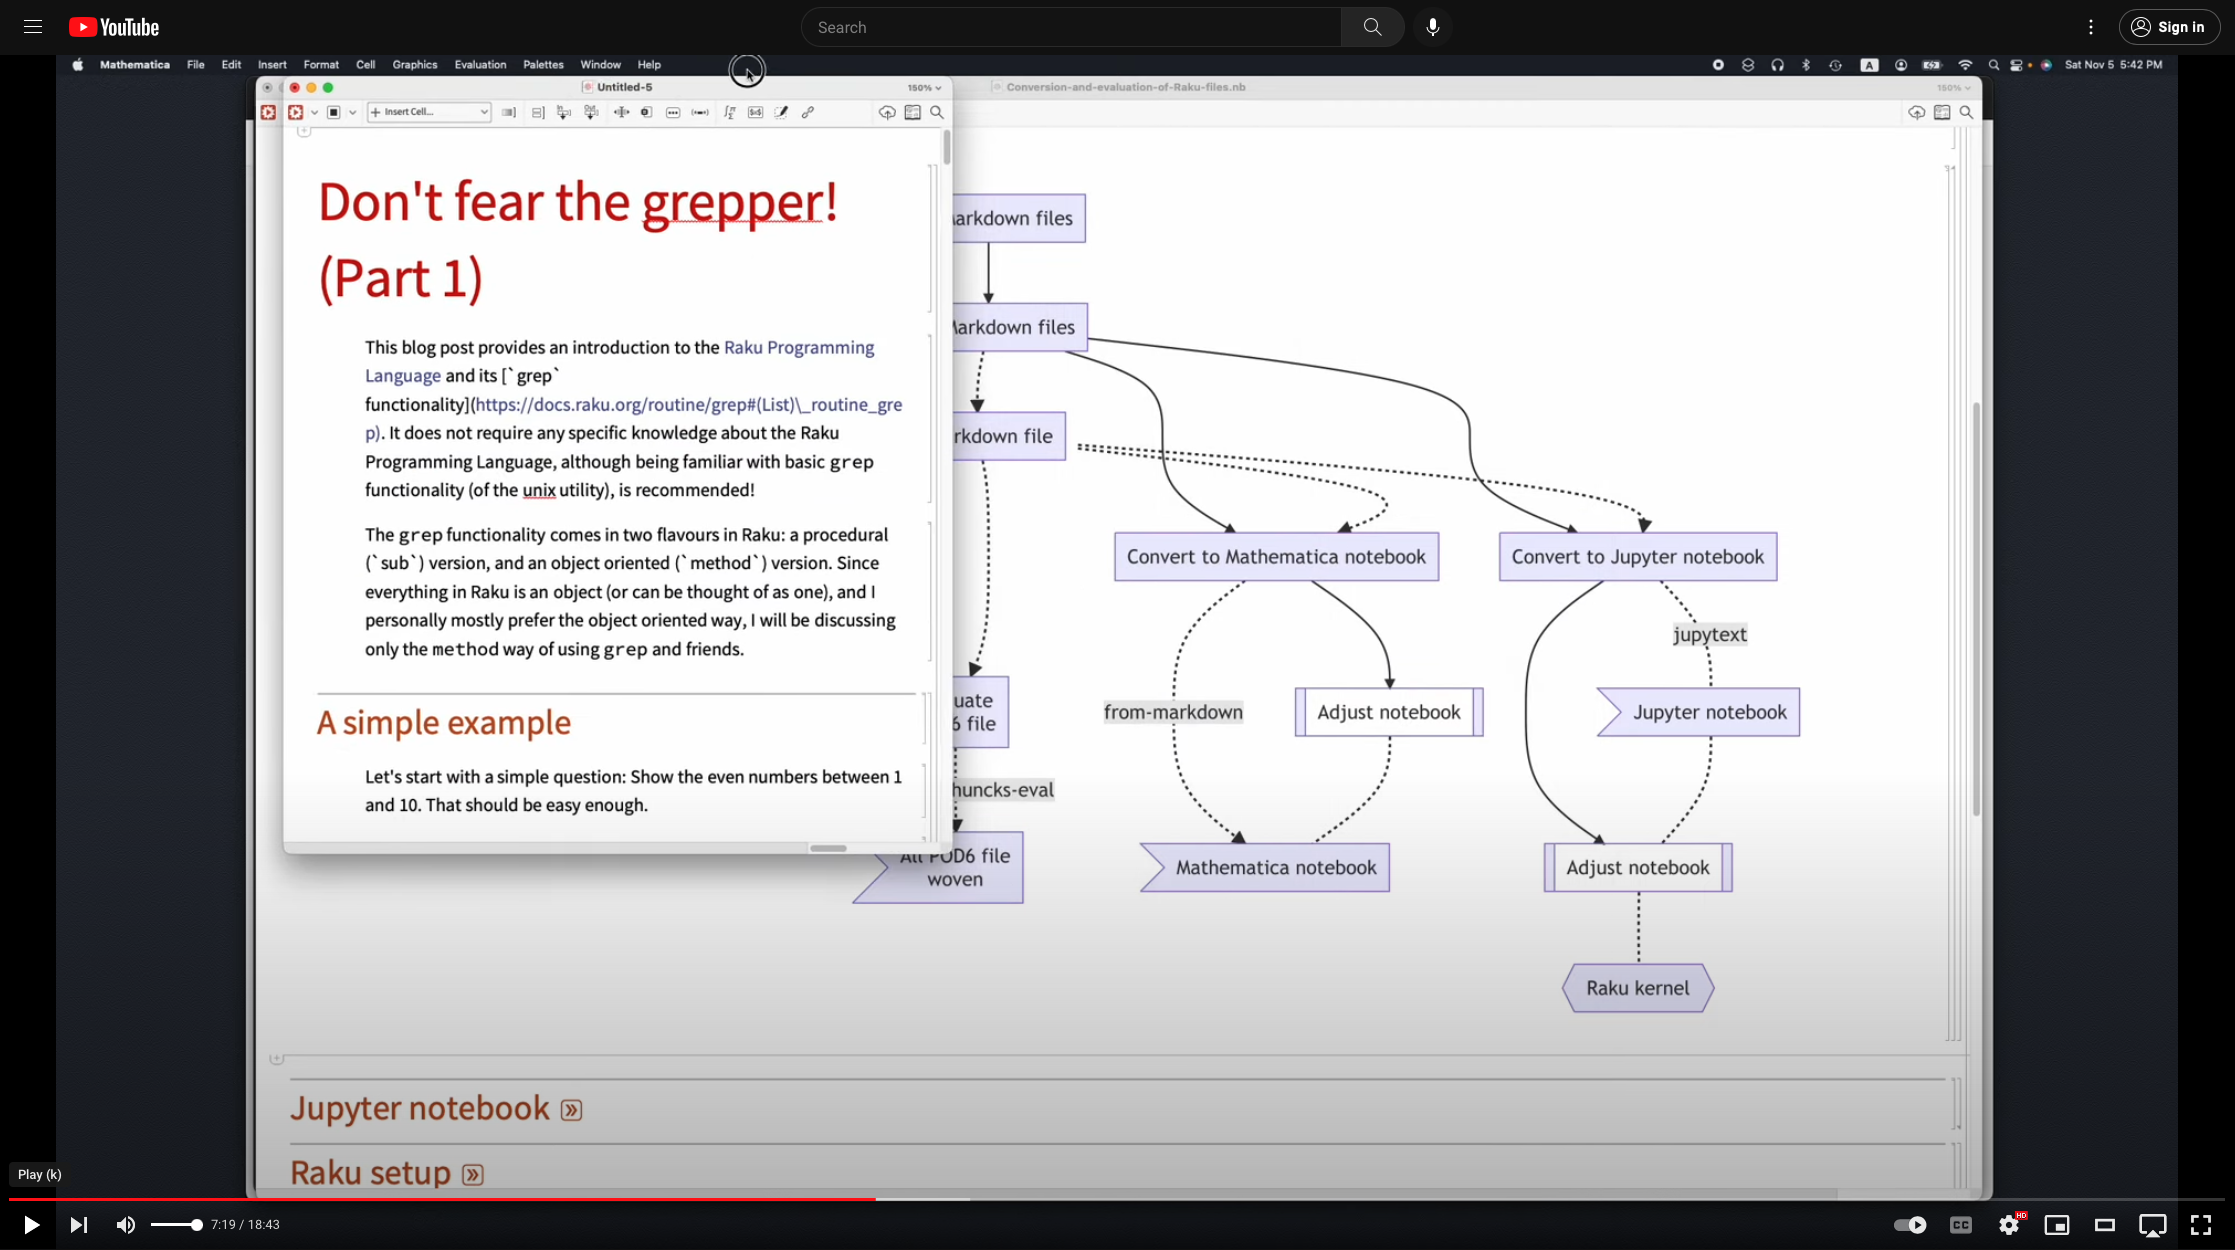 YouTube
Search
Sign in
Mathematica File Edit Insert Format Cell Graphics Evaluation Palettes Window Help
A
Sat Nov 5 5:42 PM
Untitled-5
150%
Conversion-and-evaluation-of-Raku-files.nb
150%
Insert Cell...
Don't fear the grepper!
(Part 1)
This blog post provides an introduction to the Raku Programming
Language and its [`grep`
functionality](https://docs.raku.org/routine/grep#(List)\_routine_gre
p). It does not require any specific knowledge about the Raku
Programming Language, although being familiar with basic grep
functionality (of the unix utility), is recommended!
The grep functionality comes in two flavours in Raku: a procedural
(`sub`) version, and an object oriented (`method`) version. Since
everything in Raku is an object (or can be thought of as one), and I
personally mostly prefer the object oriented way, I will be discussing
only the method way of using grep and friends.
A simple example
Let's start with a simple question: Show the even numbers between 1
and 10. That should be easy enough.
arkdown files
arkdown files
rkdown file
Convert to Mathematica notebook
Convert to Jupyter notebook
jupytext
uate
6 file
from-markdown
Adjust notebook
Jupyter notebook
huncks-eval
All POD6 file
woven
Mathematica notebook
Adjust notebook
Raku kernel
Jupyter notebook
Raku setup
Play (k)
7:19 / 18:43
CC
HD